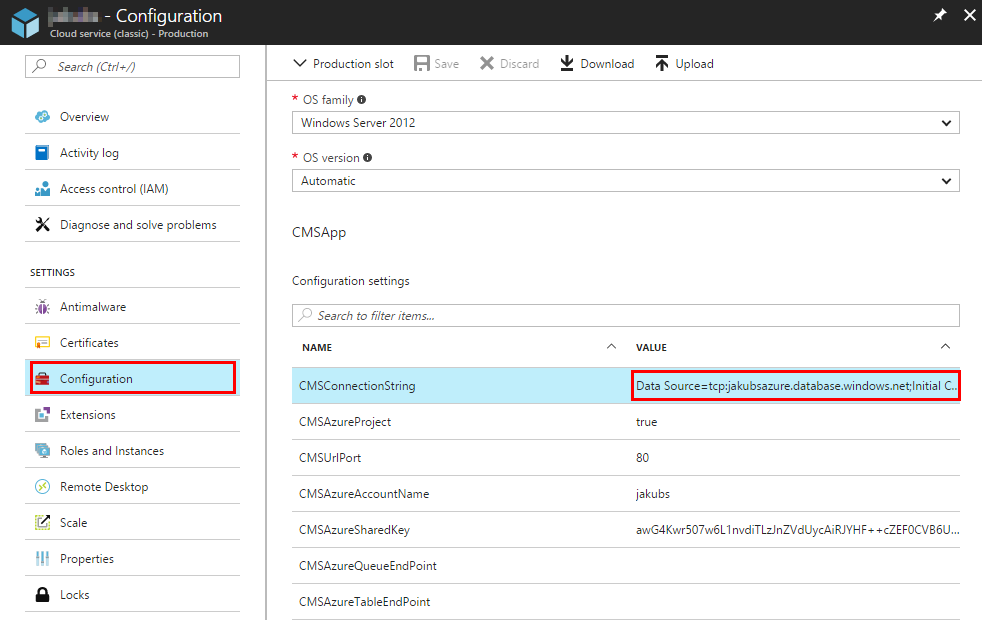 - Configuration
Cloud service (classic) - Production
Search (Ctrl+/)
Overview
Activity log
Access control (IAM)
Diagnose and solve problems
SETTINGS
Antimalware
Certificates
Configuration
Extensions
Roles and Instances
Remote Desktop
Scale
Properties
Locks
Production slot Save Discard Download Upload
* OS family
Windows Server 2012
* OS version
Automatic
CMSApp
Configuration settings
Search to filter items...
NAME VALUE
CMSConnectionString Data Source=tcp:jakubsazure.database.windows.net;Initial C...
CMSAzureProject true
CMSUrlPort 80
CMSAzureAccountName jakubs
CMSAzureSharedKey awG4Kwr507w6L1nvdiTLzJnZVdUycAiRJYHF++cZEF0CVB6U...
CMSAzureQueueEndPoint
CMSAzureTableEndPoint